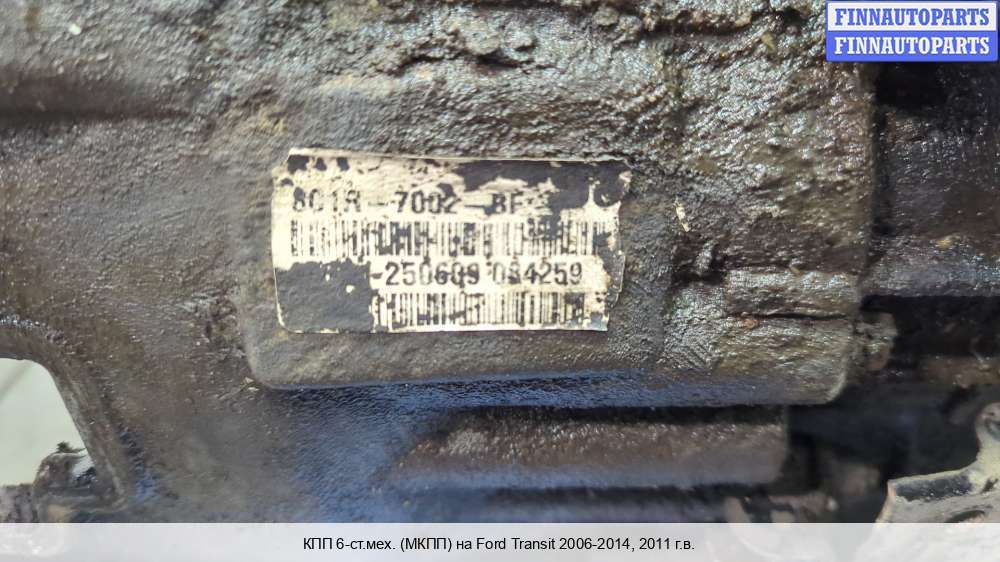 FINNAUTOPARTS
FINNAUTOPARTS
8C1R-7002-BF
-250609 084259
КПП 6-ст.мех. (МКПП) на Ford Transit 2006-2014, 2011 г.в.